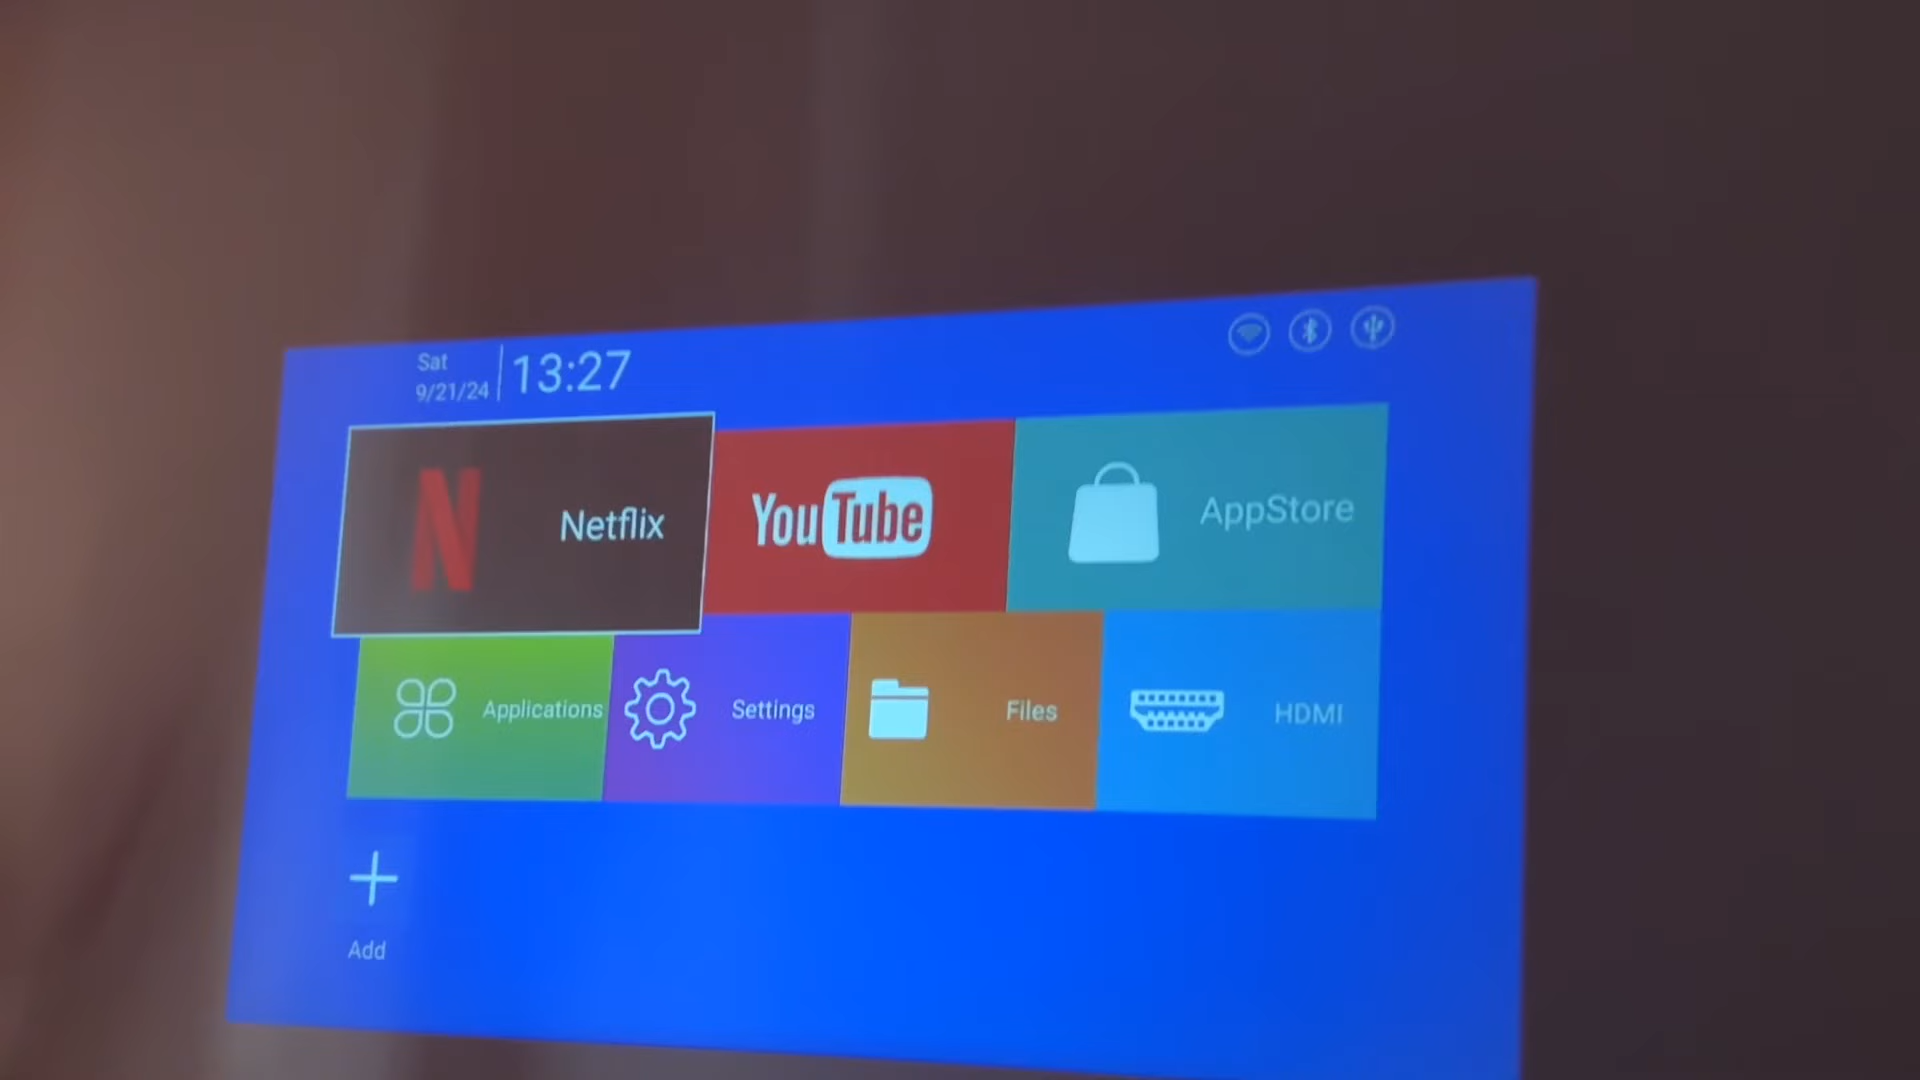 Sat
9/21/24
13:27
N
Netflix
YouTube
AppStore
Applications
Settings
Files
HDMI
Add